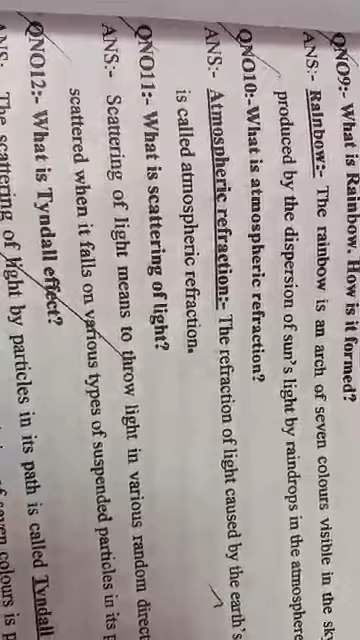 QNO9:- What is Rainbow. How is it formed?
ANS:- Rainbow:- The rainbow is an arch of seven colours visible in the sky
produced by the dispersion of sun's light by raindrops in the atmosphere
QNO10:- What is atmospheric refraction?
ANS:- Atmospheric refraction:- The refraction of light caused by the earth's
is called atmospheric refraction.
QNO11:- What is scattering of light?
ANS:- Scattering of light means to throw light in various random direct
scattered when it falls on various types of suspended particles in its p
QNO12:- What is Tyndall effect?
ANS: The scattering of light by particles in its path is called Tyndall
of seven colours is